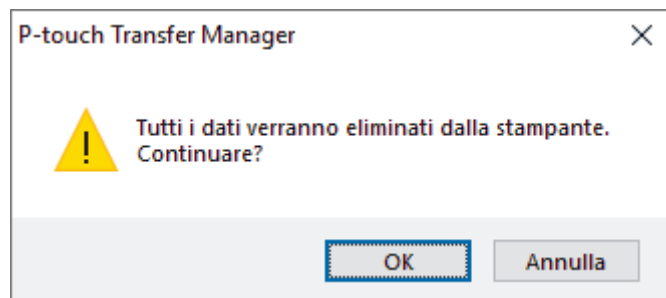 P-touch Transfer Manager
Tutti i dati verranno eliminati dalla stampante.
Continuare?
OK
Annulla